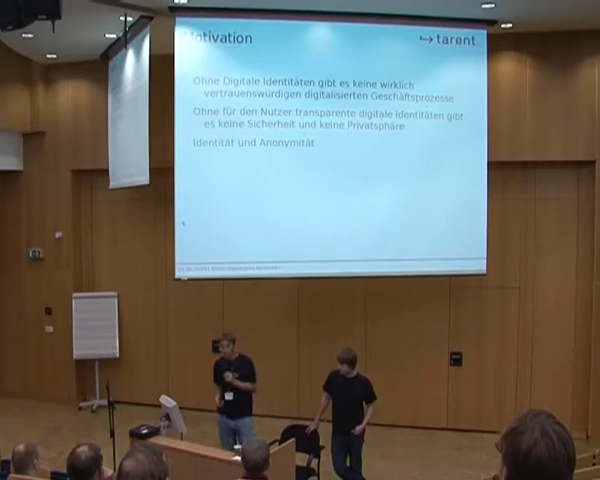 Motivation
tarent
Ohne Digitale Identitäten gibt es keine wirklich
vertrauenswürdigen digitalisierten Geschäftsprozesse
Ohne für den Nutzer transparente digitale Identitäten gibt
es keine Sicherheit und keine Privatsphäre
Identität und Anonymität